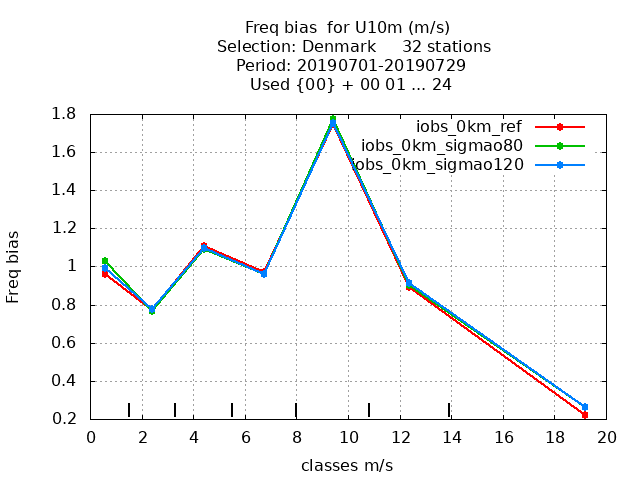 Freq bias  for U10m (m/s)
Selection: Denmark     32 stations
Period: 20190701-20190729
Used {00} + 00 01 ... 24
iobs_0km_ref
iobs_0km_sigmao80
iobs_0km_sigmao120
Freq bias
1.8
1.6
1.4
1.2
1
0.8
0.6
0.4
0.2
0 2 4 6 8 10 12 14 16 18 20
classes m/s